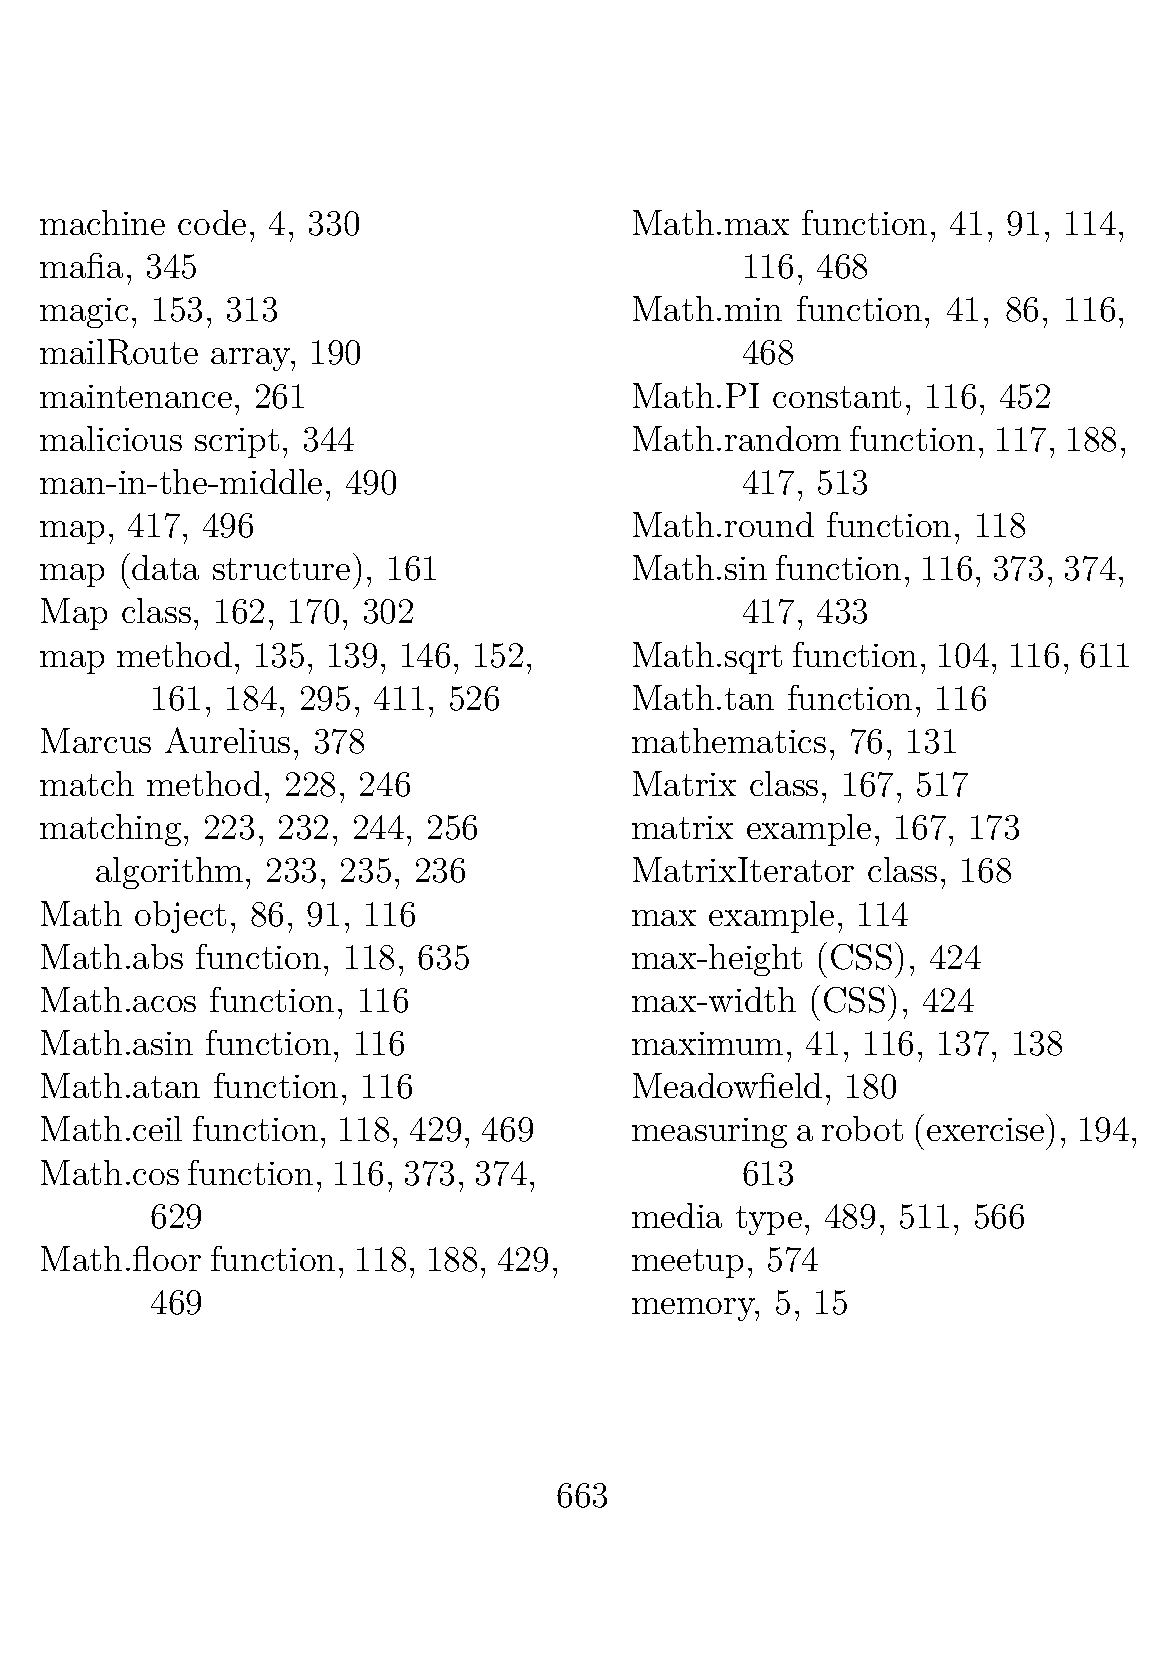 machine code, 4, 330
mafia, 345
magic, 153, 313
mailRoute array, 190
maintenance, 261
malicious script, 344
man-in-the-middle, 490
map, 417, 496
map (data structure), 161
Map class, 162, 170, 302
map method, 135, 139, 146, 152,
161, 184, 295, 411, 526
Marcus Aurelius, 378
match method, 228, 246
matching, 223, 232, 244, 256
algorithm, 233, 235, 236
Math object, 86, 91, 116
Math.abs function, 118, 635
Math.acos function, 116
Math.asin function, 116
Math.atan function, 116
Math.ceil function, 118, 429, 469
Math.cos function, 116, 373, 374,
629
Math.floor function, 118, 188, 429,
469
Math.max function, 41, 91, 114,
116, 468
Math.min function, 41, 86, 116,
468
Math.PI constant, 116, 452
Math.random function, 117, 188,
417, 513
Math.round function, 118
Math.sin function, 116, 373, 374,
417, 433
Math.sqrt function, 104, 116, 611
Math.tan function, 116
mathematics, 76, 131
Matrix class, 167, 517
matrix example, 167, 173
MatrixIterator class, 168
max example, 114
max-height (CSS), 424
max-width (CSS), 424
maximum, 41, 116, 137, 138
Meadowfield, 180
measuring a robot (exercise), 194,
613
media type, 489, 511, 566
meetup, 574
memory, 5, 15
663